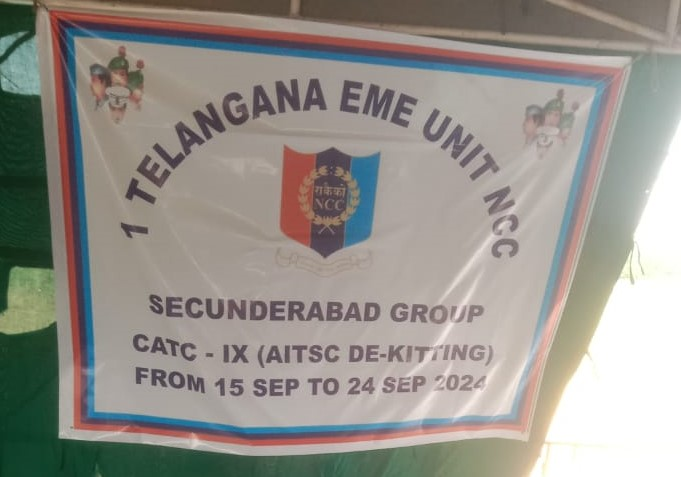 1 TELANGANA EME UNIT NCC
राकैको
NCC
SECUNDERABAD GROUP
CATC - IX (AITSC DE-KITTING)
FROM 15 SEP TO 24 SEP 2024